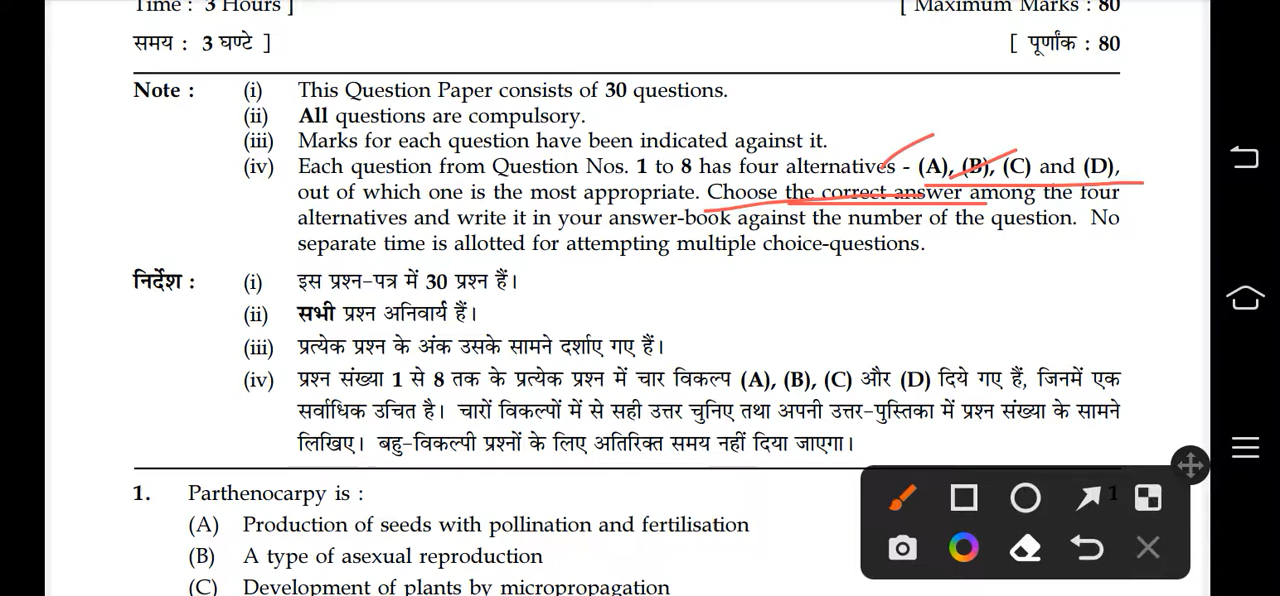 Time : 3 Hours ] [ Maximum Marks : 80
समय : 3 घण्टे ] [ पूर्णांक : 80
Note : (i) This Question Paper consists of 30 questions.
(ii) All questions are compulsory.
(iii) Marks for each question have been indicated against it.
(iv) Each question from Question Nos. 1 to 8 has four alternatives - (A), (B), (C) and (D),
out of which one is the most appropriate. Choose the correct answer among the four
alternatives and write it in your answer-book against the number of the question. No
separate time is allotted for attempting multiple choice-questions.
निर्देश : (i) इस प्रश्न-पत्र में 30 प्रश्न हैं।
(ii) सभी प्रश्न अनिवार्य हैं।
(iii) प्रत्येक प्रश्न के अंक उसके सामने दर्शाए गए हैं।
(iv) प्रश्न संख्या 1 से 8 तक के प्रत्येक प्रश्न में चार विकल्प (A), (B), (C) और (D) दिये गए हैं, जिनमें एक
सर्वाधिक उचित है। चारों विकल्पों में से सही उत्तर चुनिए तथा अपनी उत्तर-पुस्तिका में प्रश्न संख्या के सामने
लिखिए। बहु-विकल्पी प्रश्नों के लिए अतिरिक्त समय नहीं दिया जाएगा।
1. Parthenocarpy is : 1
(A) Production of seeds with pollination and fertilisation
(B) A type of asexual reproduction
(C) Development of plants by micropropagation